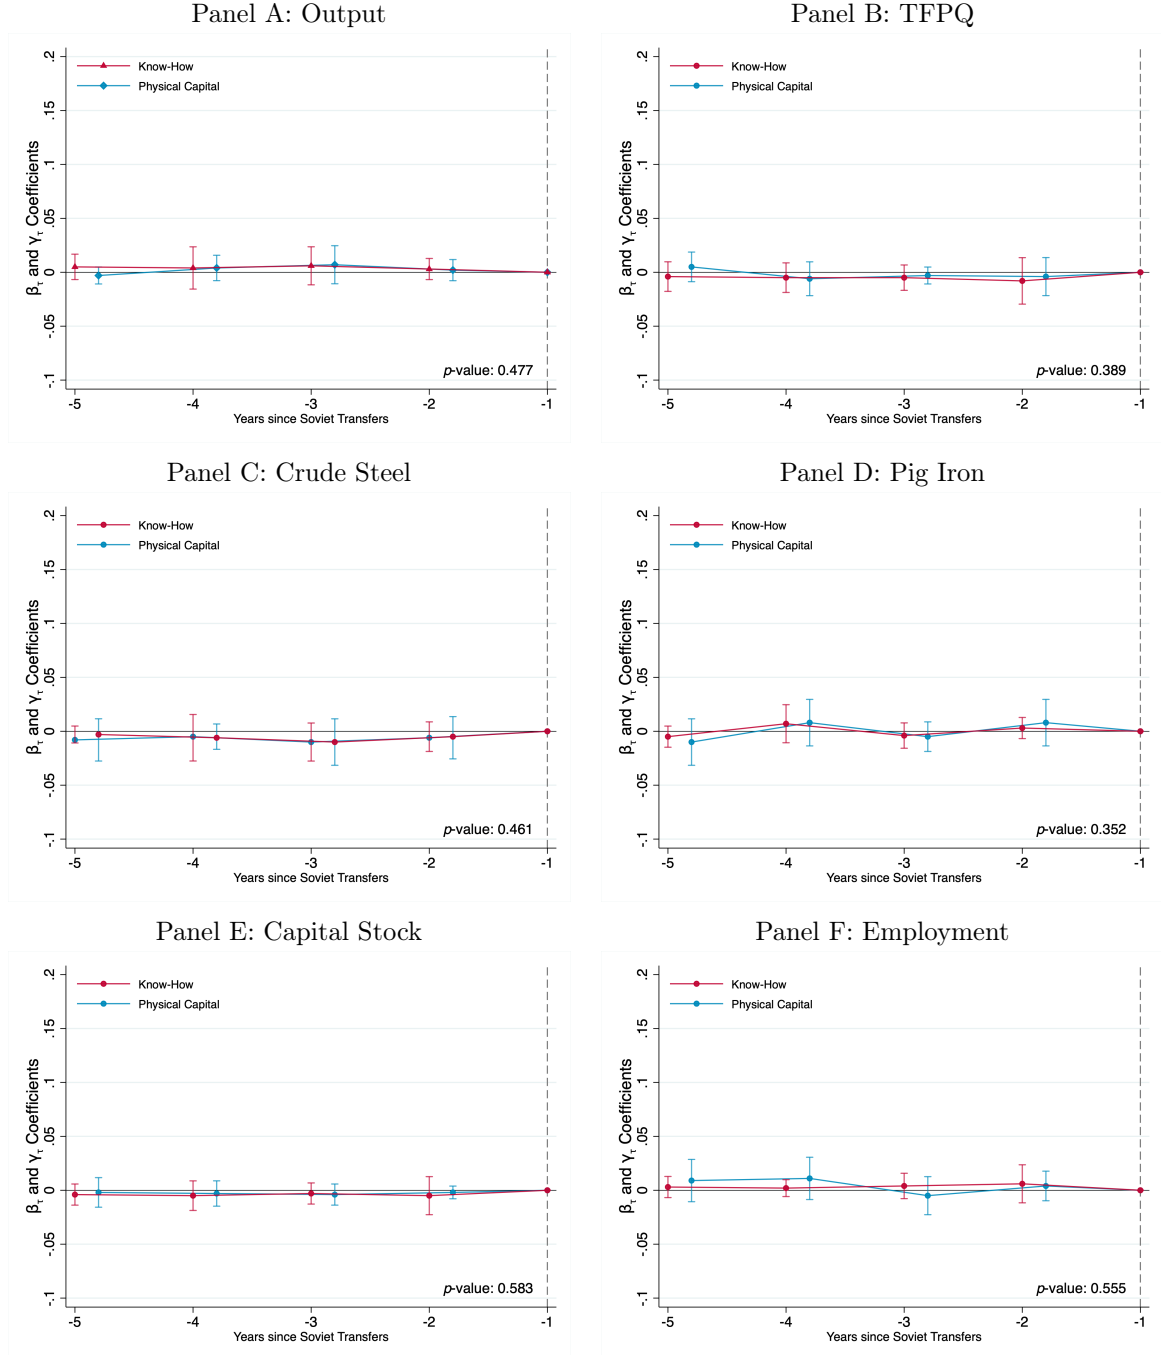 Panel A: Output
.2
.15
.1
.05
0
-.05
-.1
βτ and γτ Coefficients
Know-How
Physical Capital
p-value: 0.477
-5 -4 -3 -2 -1
Years since Soviet Transfers
Panel B: TFPQ
.2
.15
.1
.05
0
-.05
-.1
βτ and γτ Coefficients
Know-How
Physical Capital
p-value: 0.389
-5 -4 -3 -2 -1
Years since Soviet Transfers
Panel C: Crude Steel
.2
.15
.1
.05
0
-.05
-.1
βτ and γτ Coefficients
Know-How
Physical Capital
p-value: 0.461
-5 -4 -3 -2 -1
Years since Soviet Transfers
Panel D: Pig Iron
.2
.15
.1
.05
0
-.05
-.1
βτ and γτ Coefficients
Know-How
Physical Capital
p-value: 0.352
-5 -4 -3 -2 -1
Years since Soviet Transfers
Panel E: Capital Stock
.2
.15
.1
.05
0
-.05
-.1
βτ and γτ Coefficients
Know-How
Physical Capital
p-value: 0.583
-5 -4 -3 -2 -1
Years since Soviet Transfers
Panel F: Employment
.2
.15
.1
.05
0
-.05
-.1
βτ and γτ Coefficients
Know-How
Physical Capital
p-value: 0.555
-5 -4 -3 -2 -1
Years since Soviet Transfers